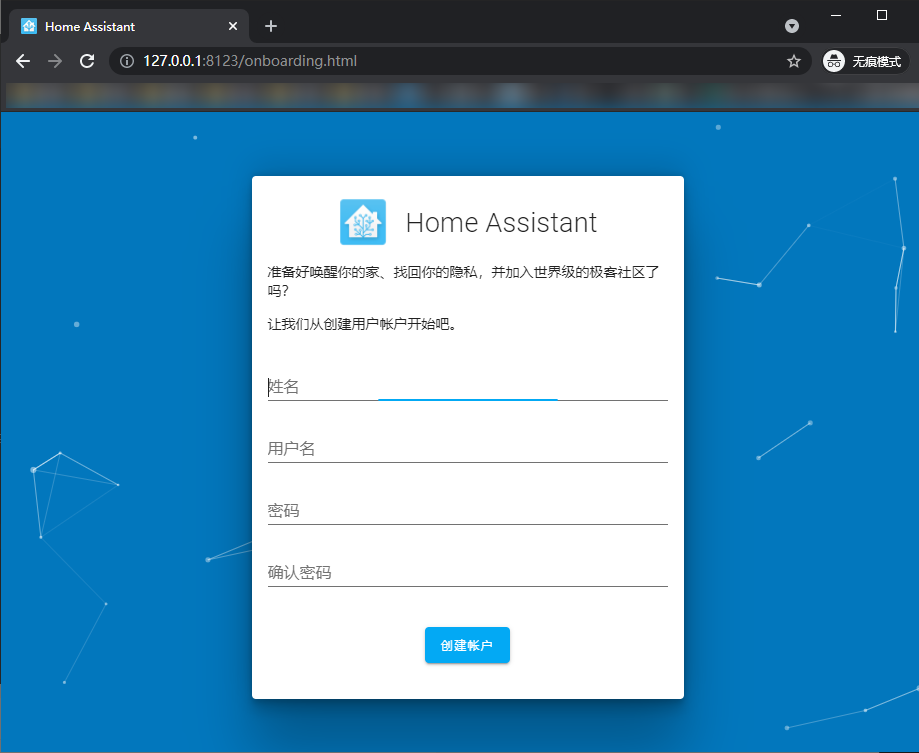 Home Assistant
127.0.0.1:8123/onboarding.html
无痕模式
Home Assistant
准备好唤醒你的家、找回你的隐私，并加入世界级的极客社区了
吗？
让我们从创建用户帐户开始吧。
姓名
用户名
密码
确认密码
创建帐户